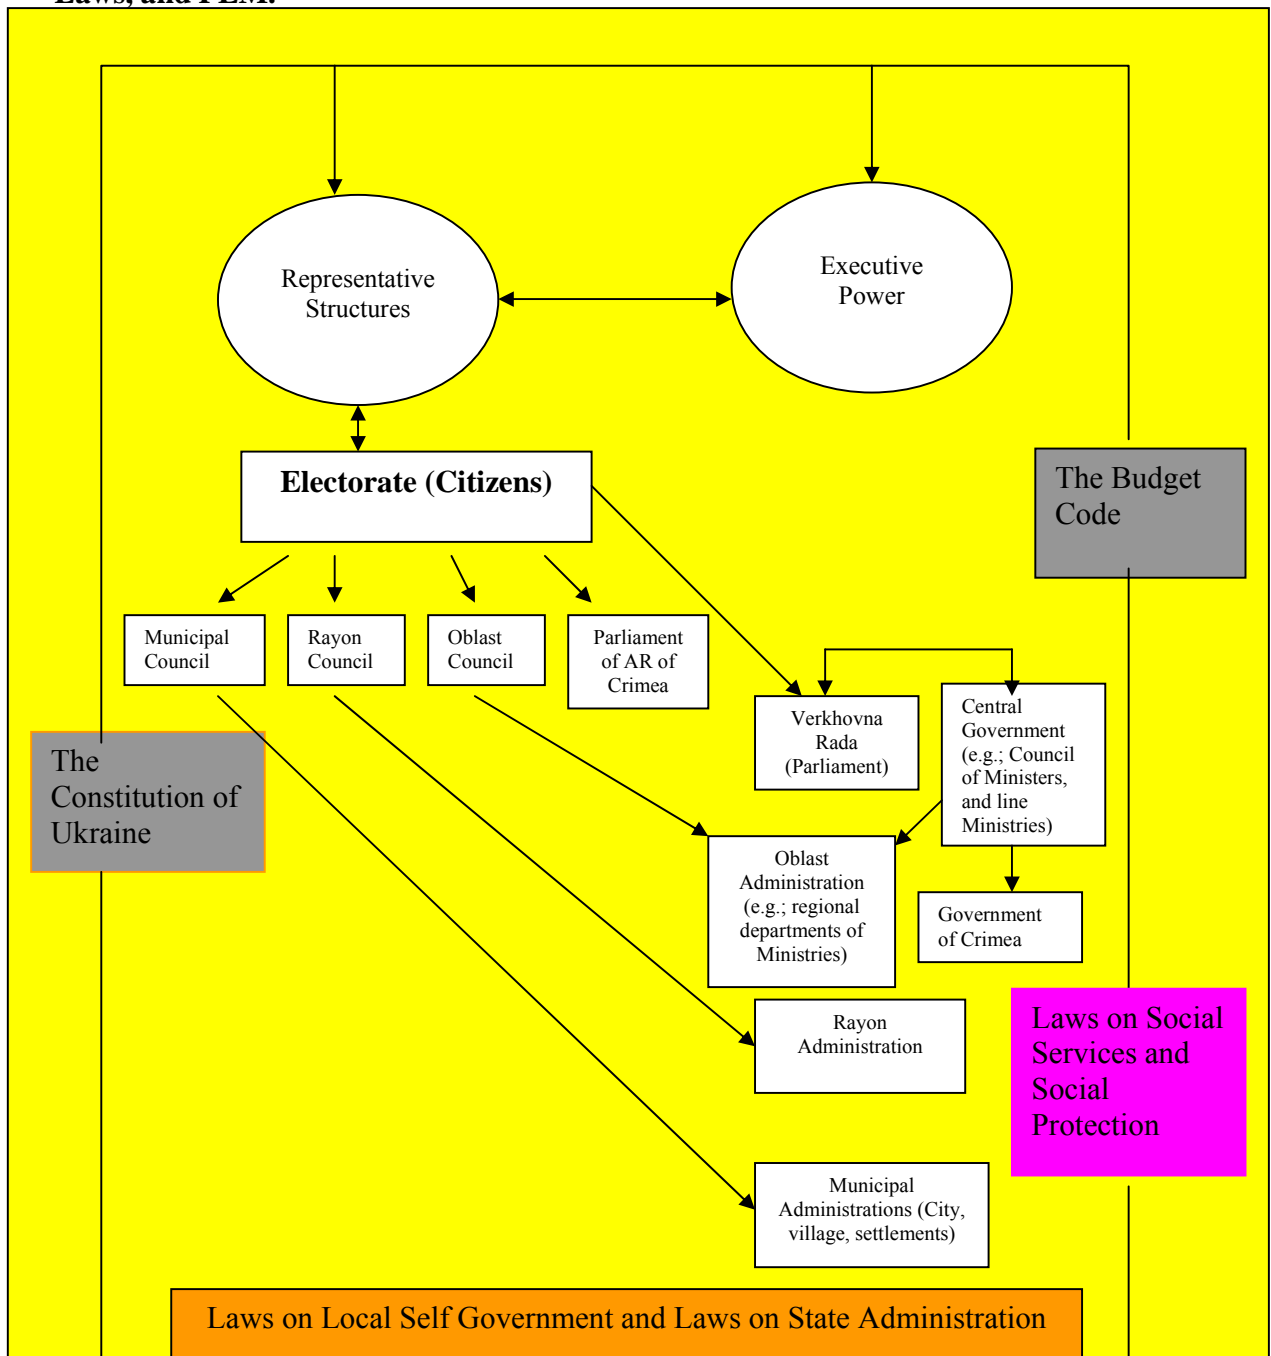 Laws, and PEM.
Representative
Structures
Executive
Power
Electorate (Citizens)
The Budget
Code
Municipal
Council
Rayon
Council
Oblast
Council
Parliament
of AR of
Crimea
Verkhovna
Rada
(Parliament)
Central
Government
(e.g.; Council
of Ministers,
and line
Ministries)
The
Constitution of
Ukraine
Oblast
Administration
(e.g.; regional
departments of
Ministries)
Government
of Crimea
Rayon
Administration
Laws on Social
Services and
Social
Protection
Municipal
Administrations (City,
village, settlements)
Laws on Local Self Government and Laws on State Administration